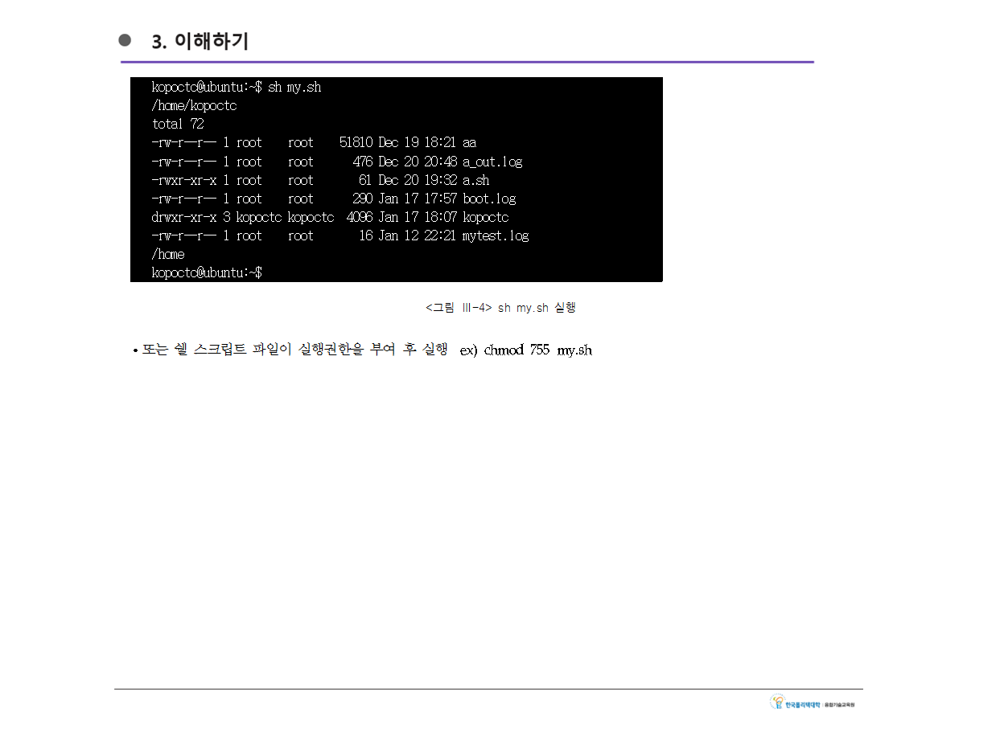 ● 3. 이해하기
kopoctc@ubuntu:~$ sh my.sh
/home/kopoctc
total 72
-rw-r--r-- 1 root root 51810 Dec 19 18:21 aa
-rw-r--r-- 1 root root 476 Dec 20 20:48 a_out.log
-rwxr-xr-x 1 root root 61 Dec 20 19:32 a.sh
-rw-r--r-- 1 root root 290 Jan 17 17:57 boot.log
drwxr-xr-x 3 kopoctc kopoctc 4096 Jan 17 18:07 kopoctc
-rw-r--r-- 1 root root 16 Jan 12 22:21 mytest.log
/home
kopoctc@ubuntu:~$
<그림 III-4> sh my.sh 실행
• 또는 쉘 스크립트 파일이 실행권한을 부여 후 실행 ex) chmod 755 my.sh
한국폴리텍대학 | 융합기술교육원